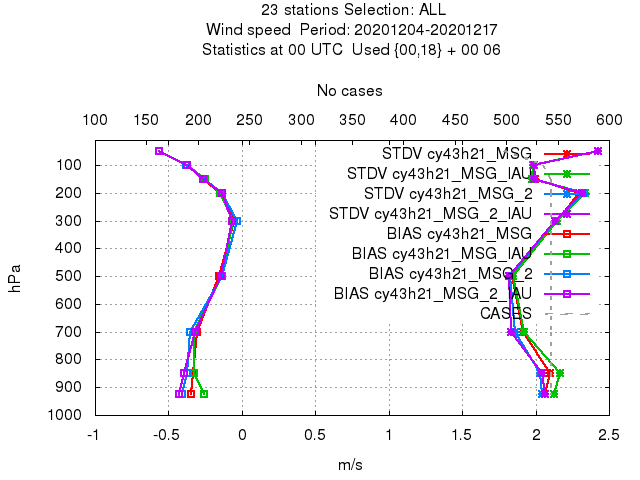 23 stations Selection: ALL
Wind speed  Period: 20201204-20201217
Statistics at 00 UTC  Used {00,18} + 00 06
No cases
100 150 200 250 300 350 400 450 500 550 600
STDV cy43h21_MSG
STDV cy43h21_MSG_IAU
STDV cy43h21_MSG_2
STDV cy43h21_MSG_2_IAU
BIAS cy43h21_MSG
BIAS cy43h21_MSG_IAU
BIAS cy43h21_MSG_2
BIAS cy43h21_MSG_2_IAU
CASES
hPa
100
200
300
400
500
600
700
800
900
1000
-1 -0.5 0 0.5 1 1.5 2 2.5
m/s